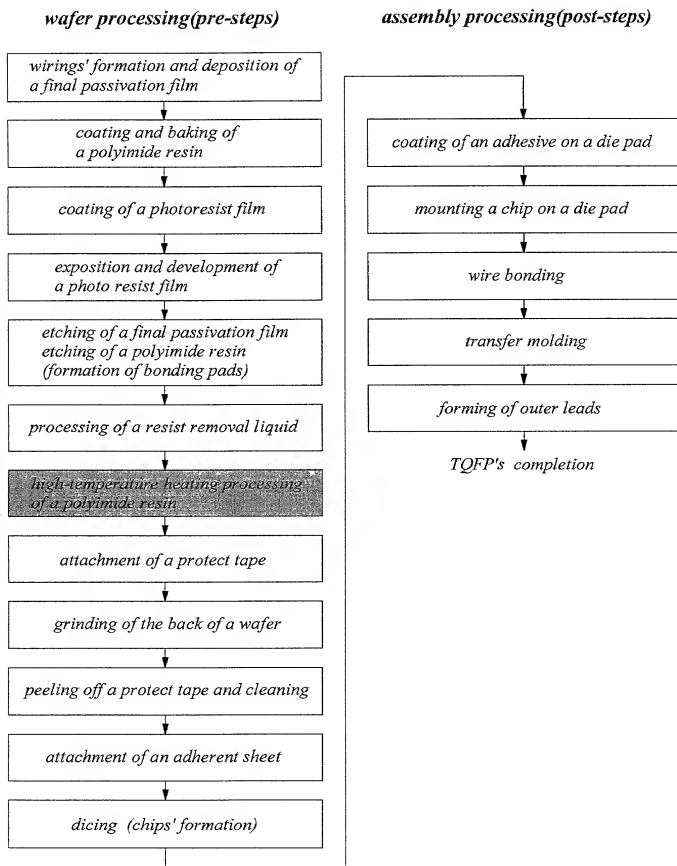 wafer processing(pre-steps)
wirings' formation and deposition of
a final passivation film
coating and baking of
a polyimide resin
coating of a photoresist film
exposition and development of
a photo resist film
etching of a final passivation film
etching of a polyimide resin
(formation of bonding pads)
processing of a resist removal liquid
high-temperature heating processing
of a polyimide resin
attachment of a protect tape
grinding of the back of a wafer
peeling off a protect tape and cleaning
attachment of an adherent sheet
dicing (chips' formation)
assembly processing(post-steps)
coating of an adhesive on a die pad
mounting a chip on a die pad
wire bonding
transfer molding
forming of outer leads
TQFP's completion